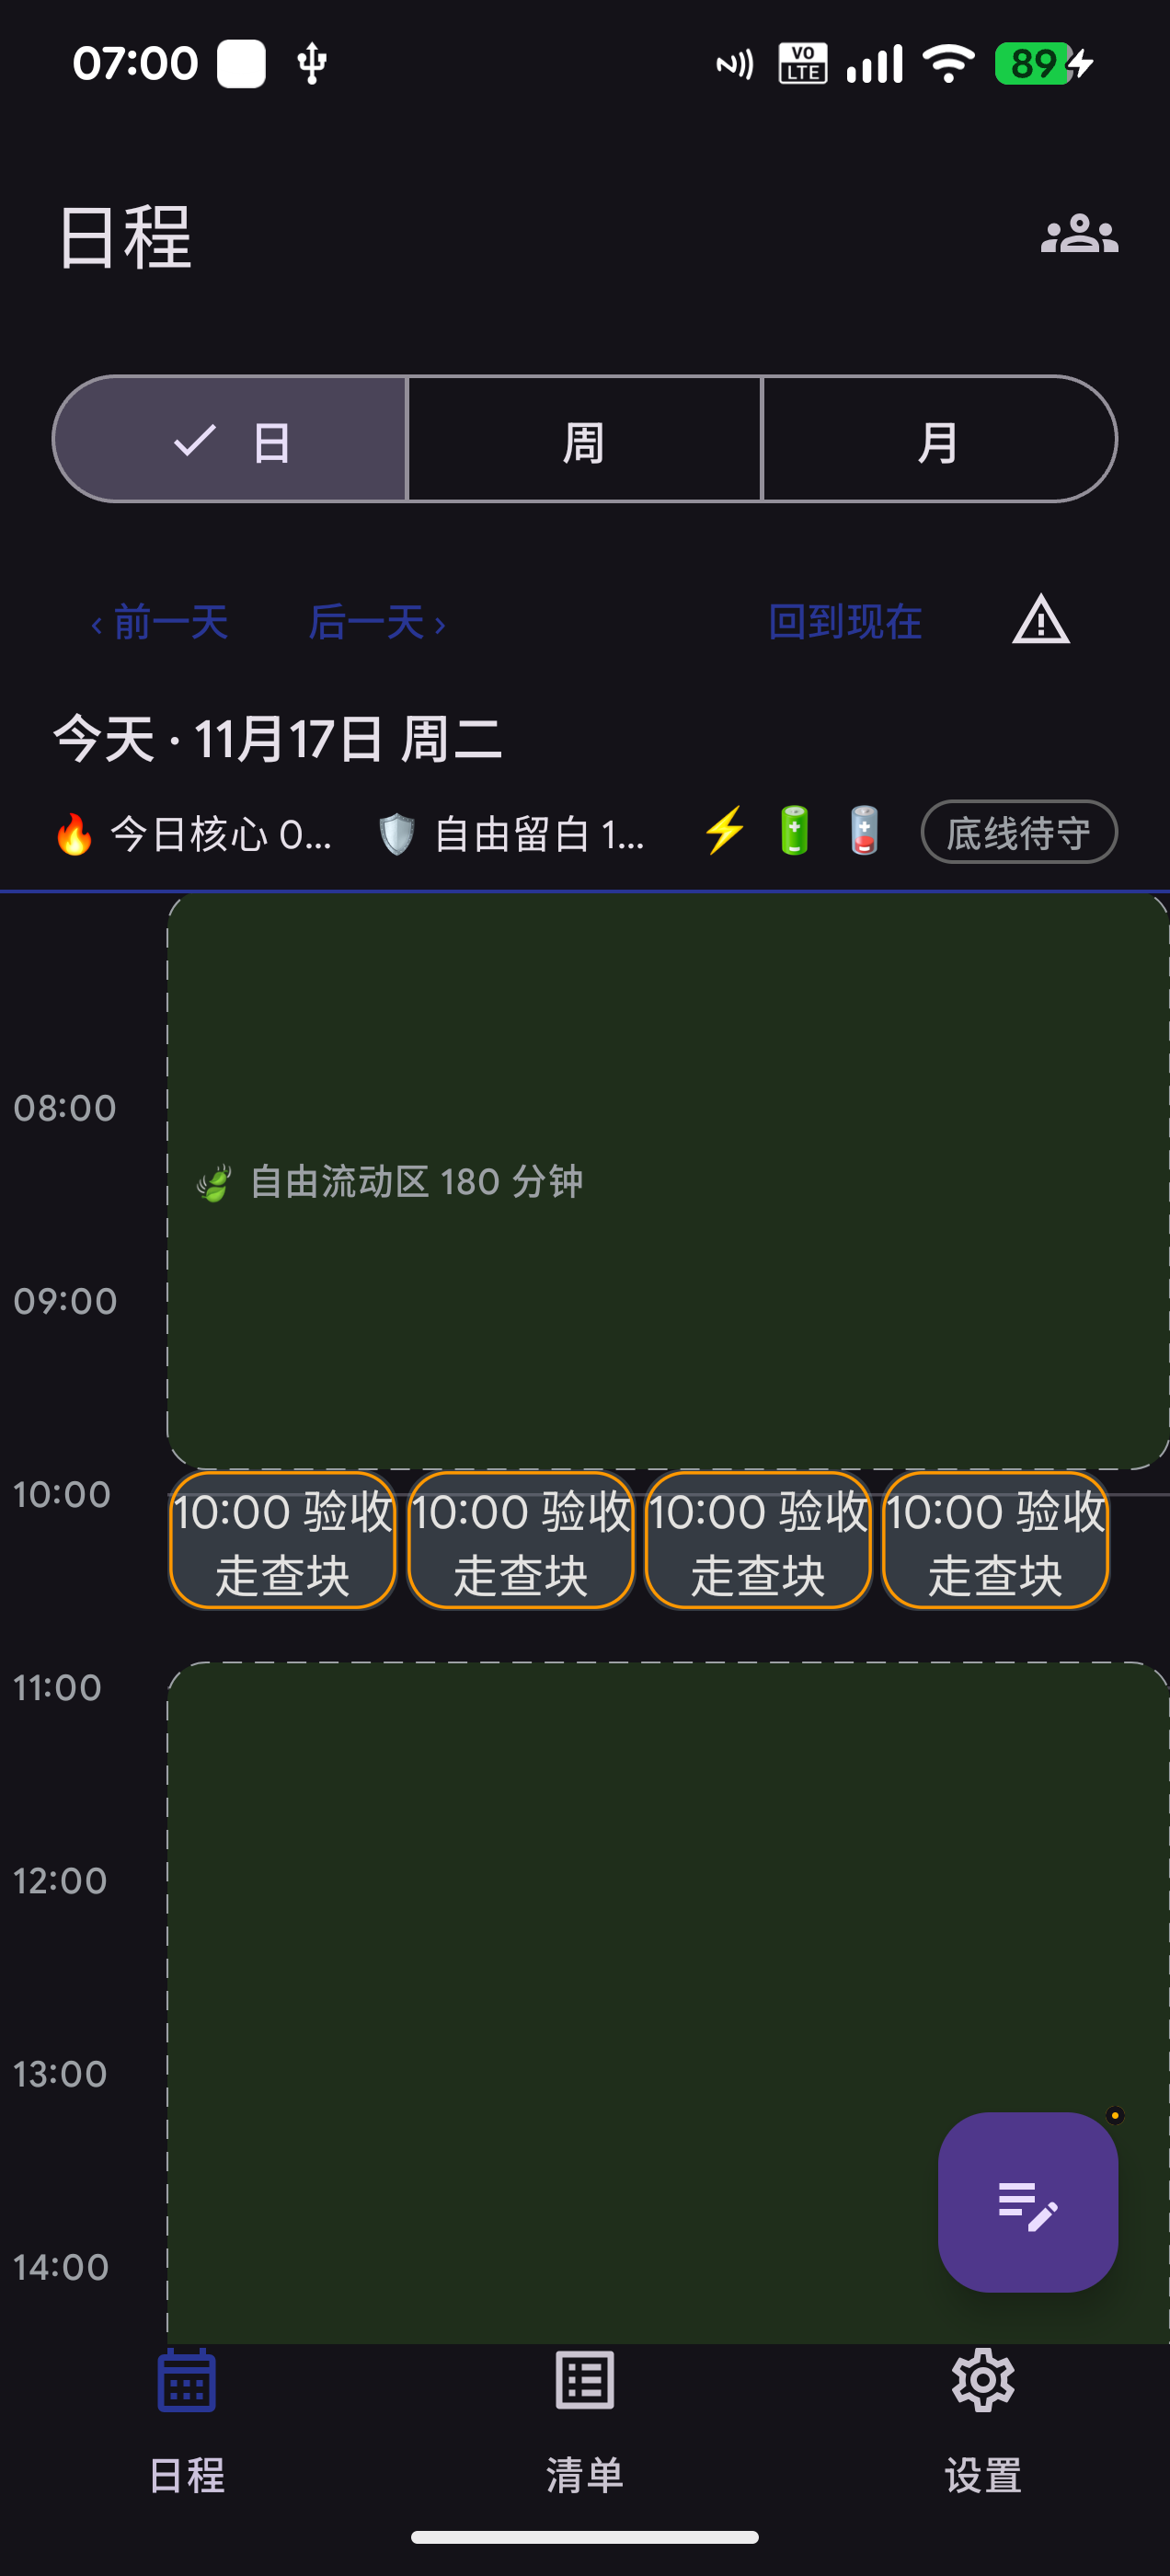 07:00
VO LTE
89
日程
日
周
月
‹ 前一天
后一天 ›
回到现在
今天 · 11月17日 周二
今日核心 0...
自由留白 1...
底线待守
08:00
自由流动区 180 分钟
09:00
10:00
10:00 验收
走查块
10:00 验收
走查块
10:00 验收
走查块
10:00 验收
走查块
11:00
12:00
13:00
14:00
日程
清单
设置